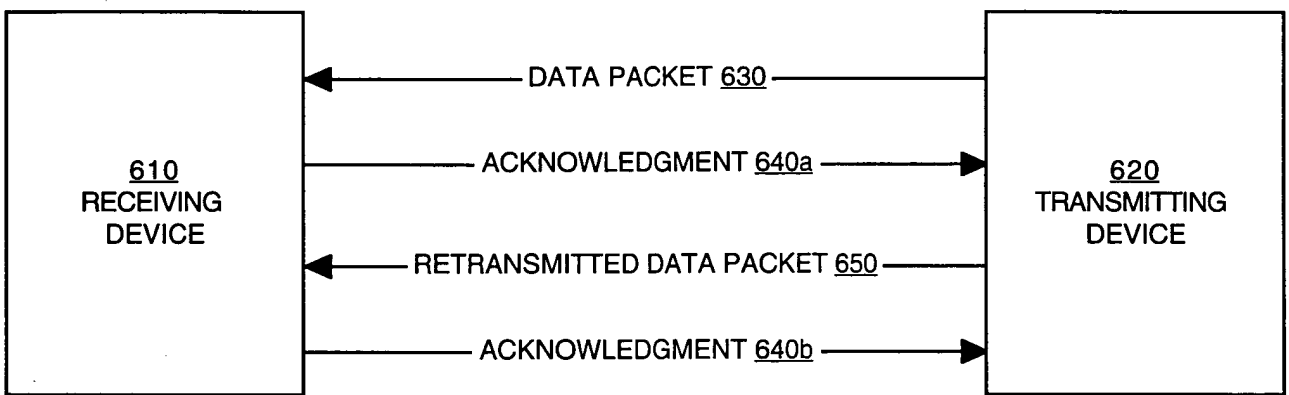 DATA PACKET 630
ACKNOWLEDGMENT 640a
610
RECEIVING
DEVICE
620
TRANSMITTING
DEVICE
RETRANSMITTED DATA PACKET 650
ACKNOWLEDGMENT 640b